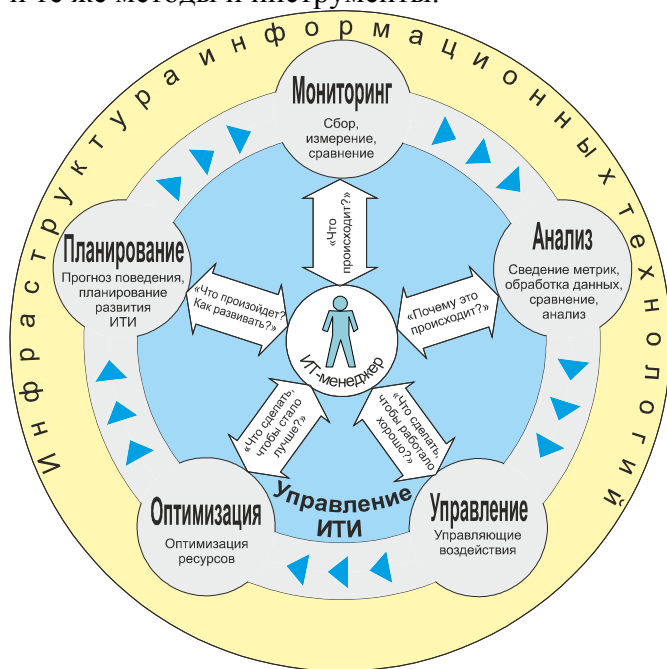 и те же методы и инструменты.
Инфраструктура информационных технологий
Мониторинг
Сбор,
измерение,
сравнение
Планирование
Прогноз поведения,
планирование
развития
ИТИ
Анализ
Сведение метрик,
обработка данных,
сравнение,
анализ
«Что
происходит?»
«Что произойдет?
Как развивать?»
«Почему это
происходит?»
ИТ-менеджер
«Что сделать,
чтобы стало
лучше?»
«Что сделать,
чтобы работало
хорошо?»
Управление
ИТИ
Оптимизация
Оптимизация
ресурсов
Управление
Управляющие
воздействия